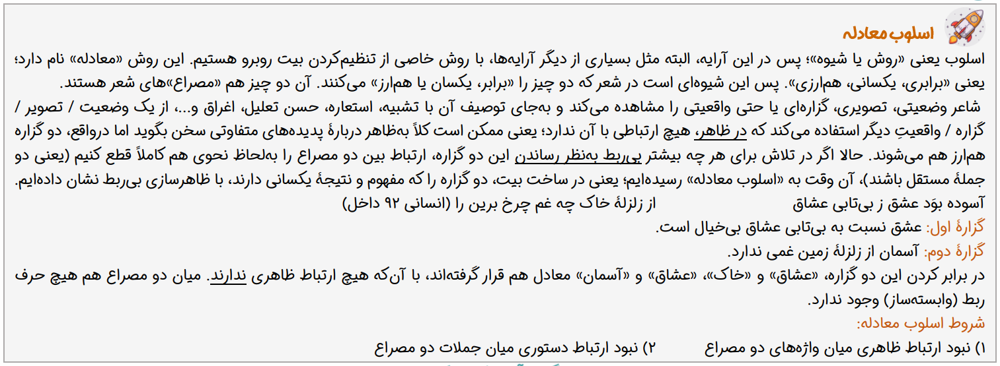 اسلوب معادله
اسلوب یعنی «روش یا شیوه»؛ پس در این آرایه، البته مثل بسیاری از دیگر آرایه‌ها، با روش خاصی از تنظیم‌کردن بیت روبرو هستیم. این روش «معادله» نام دارد؛
یعنی «برابری، یکسانی، هم‌ارزی». پس این شیوه‌ای است در شعر که دو چیز را «برابر، یکسان یا هم‌ارز» می‌کنند. آن دو چیز هم «مصراع»های شعر هستند.
شاعر وضعیتی، تصویری، گزاره‌ای یا حتی واقعیتی را مشاهده می‌کند و به‌جای توصیف آن با تشبیه، استعاره، حسن تعلیل، اغراق و...، از یک وضعیت / تصویر /
گزاره / واقعیتِ دیگر استفاده می‌کند که در ظاهر، هیچ ارتباطی با آن ندارد؛ یعنی ممکن است کلاً به‌ظاهر دربارهٔ پدیده‌های متفاوتی سخن بگوید اما درواقع، دو گزاره
هم‌ارز هم می‌شوند. حالا اگر در تلاش برای هر چه بیشتر بی‌ربط به‌نظر رساندن این دو گزاره، ارتباط بین دو مصراع را به‌لحاظ نحوی هم کاملاً قطع کنیم (یعنی دو
جملهٔ مستقل باشند)، آن وقت به «اسلوب معادله» رسیده‌ایم؛ یعنی در ساخت بیت، دو گزاره را که مفهوم و نتیجهٔ یکسانی دارند، با ظاهرسازی بی‌ربط نشان داده‌ایم.
آسوده بوَد عشق ز بی‌تابی عشاق از زلزلهٔ خاک چه غم چرخ برین را (انسانی ۹۲ داخل)
گزارهٔ اول: عشق نسبت به بی‌تابی عشاق بی‌خیال است.
گزارهٔ دوم: آسمان از زلزلهٔ زمین غمی ندارد.
در برابر کردن این دو گزاره، «عشاق» و «خاک»، «عشاق» و «آسمان» معادل هم قرار گرفته‌اند، با آن‌که هیچ ارتباط ظاهری ندارند. میان دو مصراع هم هیچ حرف
ربط (وابسته‌ساز) وجود ندارد.
شروط اسلوب معادله:
۱) نبود ارتباط ظاهری میان واژه‌های دو مصراع ۲) نبود ارتباط دستوری میان جملات دو مصراع